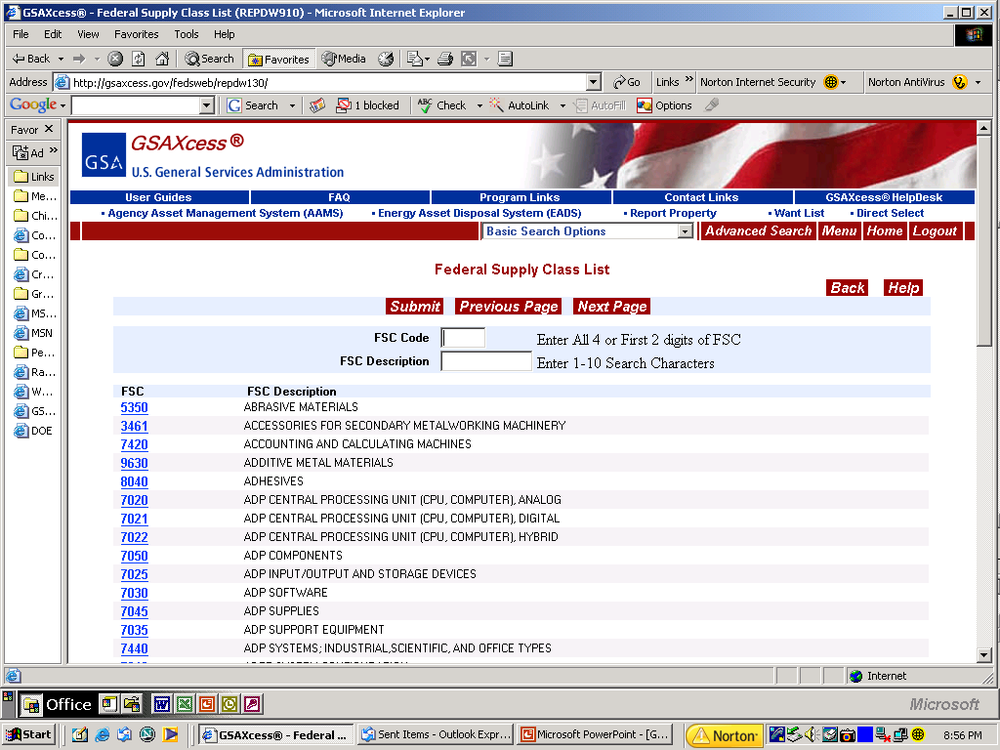 GSAXcess® - Federal Supply Class List (REPDW910) - Microsoft Internet Explorer
File Edit View Favorites Tools Help
Back Search Favorites Media
Address http://gsaxcess.gov/fedsweb/repdw130/ Go Links » Norton Internet Security Norton AntiVirus
Google Search 1 blocked Check AutoLink AutoFill Options
Favor
Ad »
Links
Me...
Chi...
Co...
Co...
Cr...
Gr...
MS...
MSN
Pe...
Ra...
W...
GS...
DOE
GSA
GSAXcess ®
U.S. General Services Administration
User Guides FAQ Program Links Contact Links GSAXcess® HelpDesk
• Agency Asset Management System (AAMS) • Energy Asset Disposal System (EADS) • Report Property • Want List • Direct Select
Basic Search Options Advanced Search Menu Home Logout
Federal Supply Class List
Back Help
Submit Previous Page Next Page
FSC Code Enter All 4 or First 2 digits of FSC
FSC Description Enter 1-10 Search Characters
FSC FSC Description
5350 ABRASIVE MATERIALS
3461 ACCESSORIES FOR SECONDARY METALWORKING MACHINERY
7420 ACCOUNTING AND CALCULATING MACHINES
9630 ADDITIVE METAL MATERIALS
8040 ADHESIVES
7020 ADP CENTRAL PROCESSING UNIT (CPU, COMPUTER), ANALOG
7021 ADP CENTRAL PROCESSING UNIT (CPU, COMPUTER), DIGITAL
7022 ADP CENTRAL PROCESSING UNIT (CPU, COMPUTER), HYBRID
7050 ADP COMPONENTS
7025 ADP INPUT/OUTPUT AND STORAGE DEVICES
7030 ADP SOFTWARE
7045 ADP SUPPLIES
7035 ADP SUPPORT EQUIPMENT
7440 ADP SYSTEMS; INDUSTRIAL,SCIENTIFIC, AND OFFICE TYPES
Internet
Office Microsoft
Start GSAXcess® - Federal ... Sent Items - Outlook Expr... Microsoft PowerPoint - [G... Norton 8:56 PM